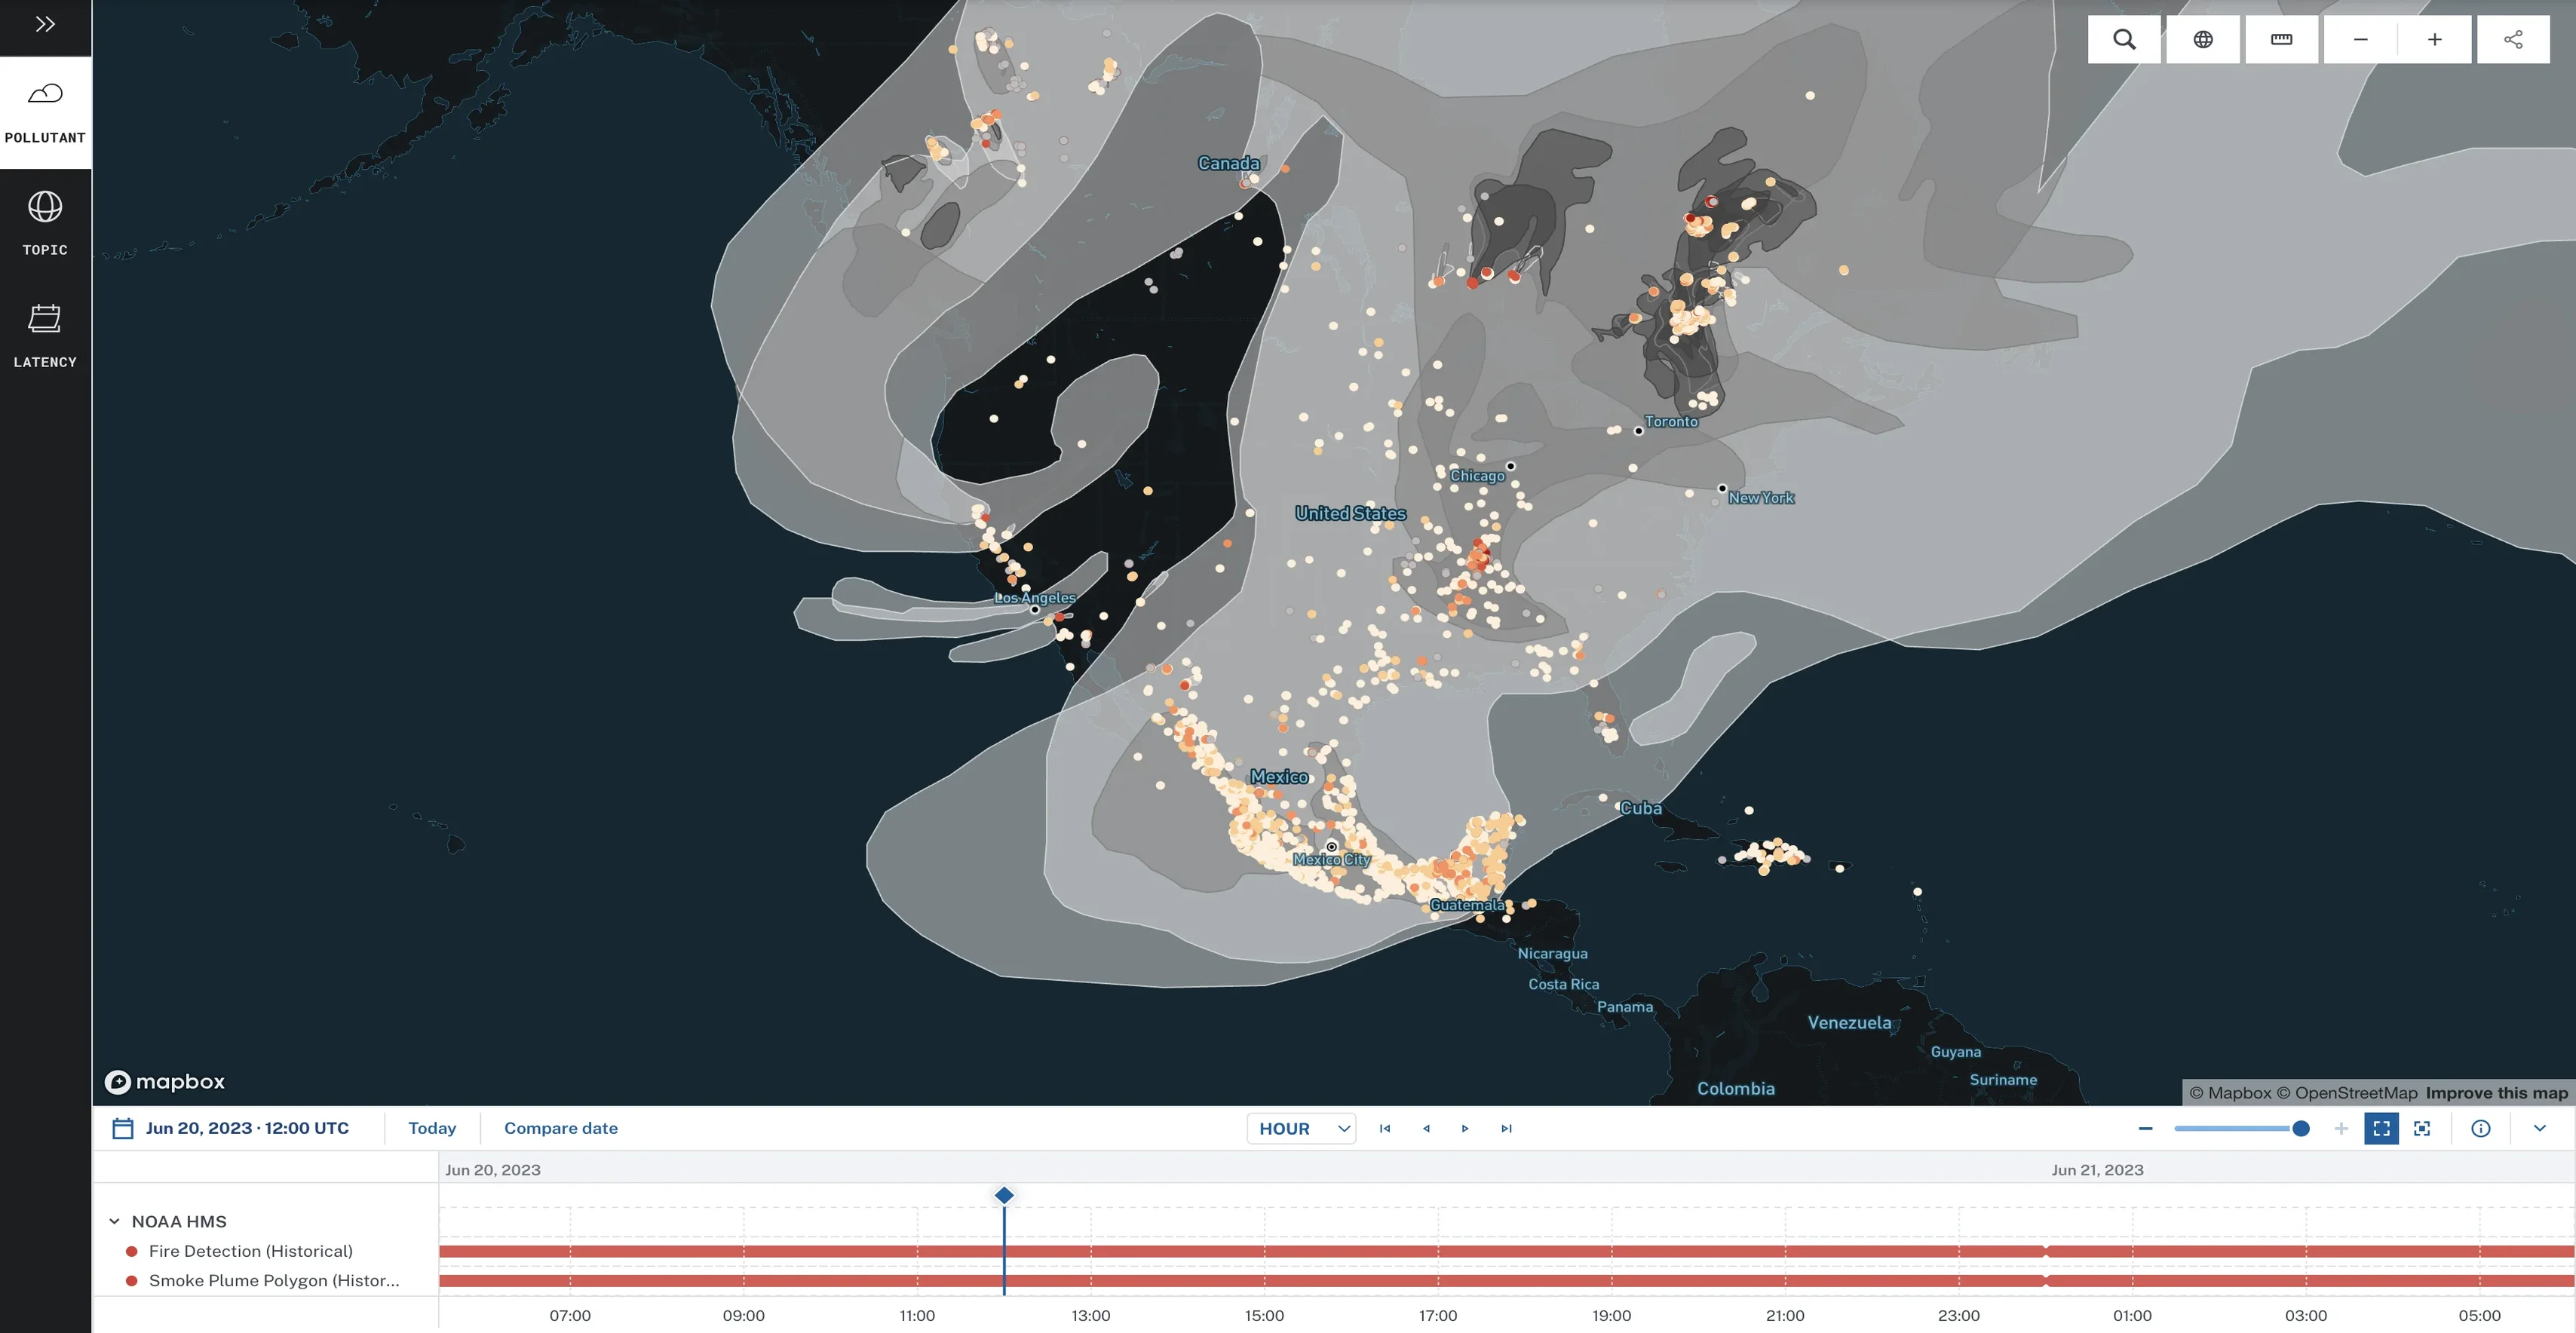 POLLUTANT
TOPIC
LATENCY
Canada
Toronto
Chicago
New York
United States
Los Angeles
Mexico
Cuba
Mexico City
Guatemala
Nicaragua
Costa Rica
Panama
Venezuela
Guyana
Suriname
Colombia
mapbox
© Mapbox © OpenStreetMap Improve this map
Jun 20, 2023 · 12:00 UTC
Today
Compare date
HOUR
Jun 20, 2023
Jun 21, 2023
NOAA HMS
Fire Detection (Historical)
Smoke Plume Polygon (Histor...
07:00
09:00
11:00
13:00
15:00
17:00
19:00
21:00
23:00
01:00
03:00
05:00